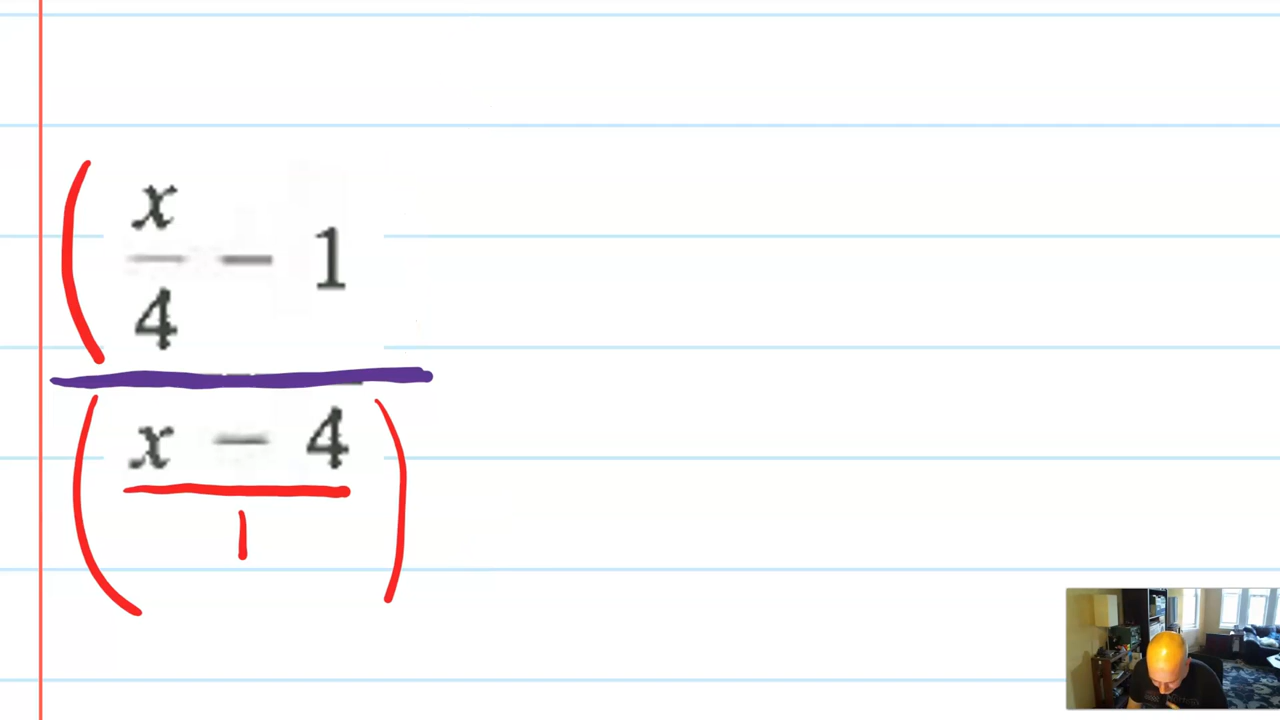 ( x
— − 1
4
( x − 4 )
1